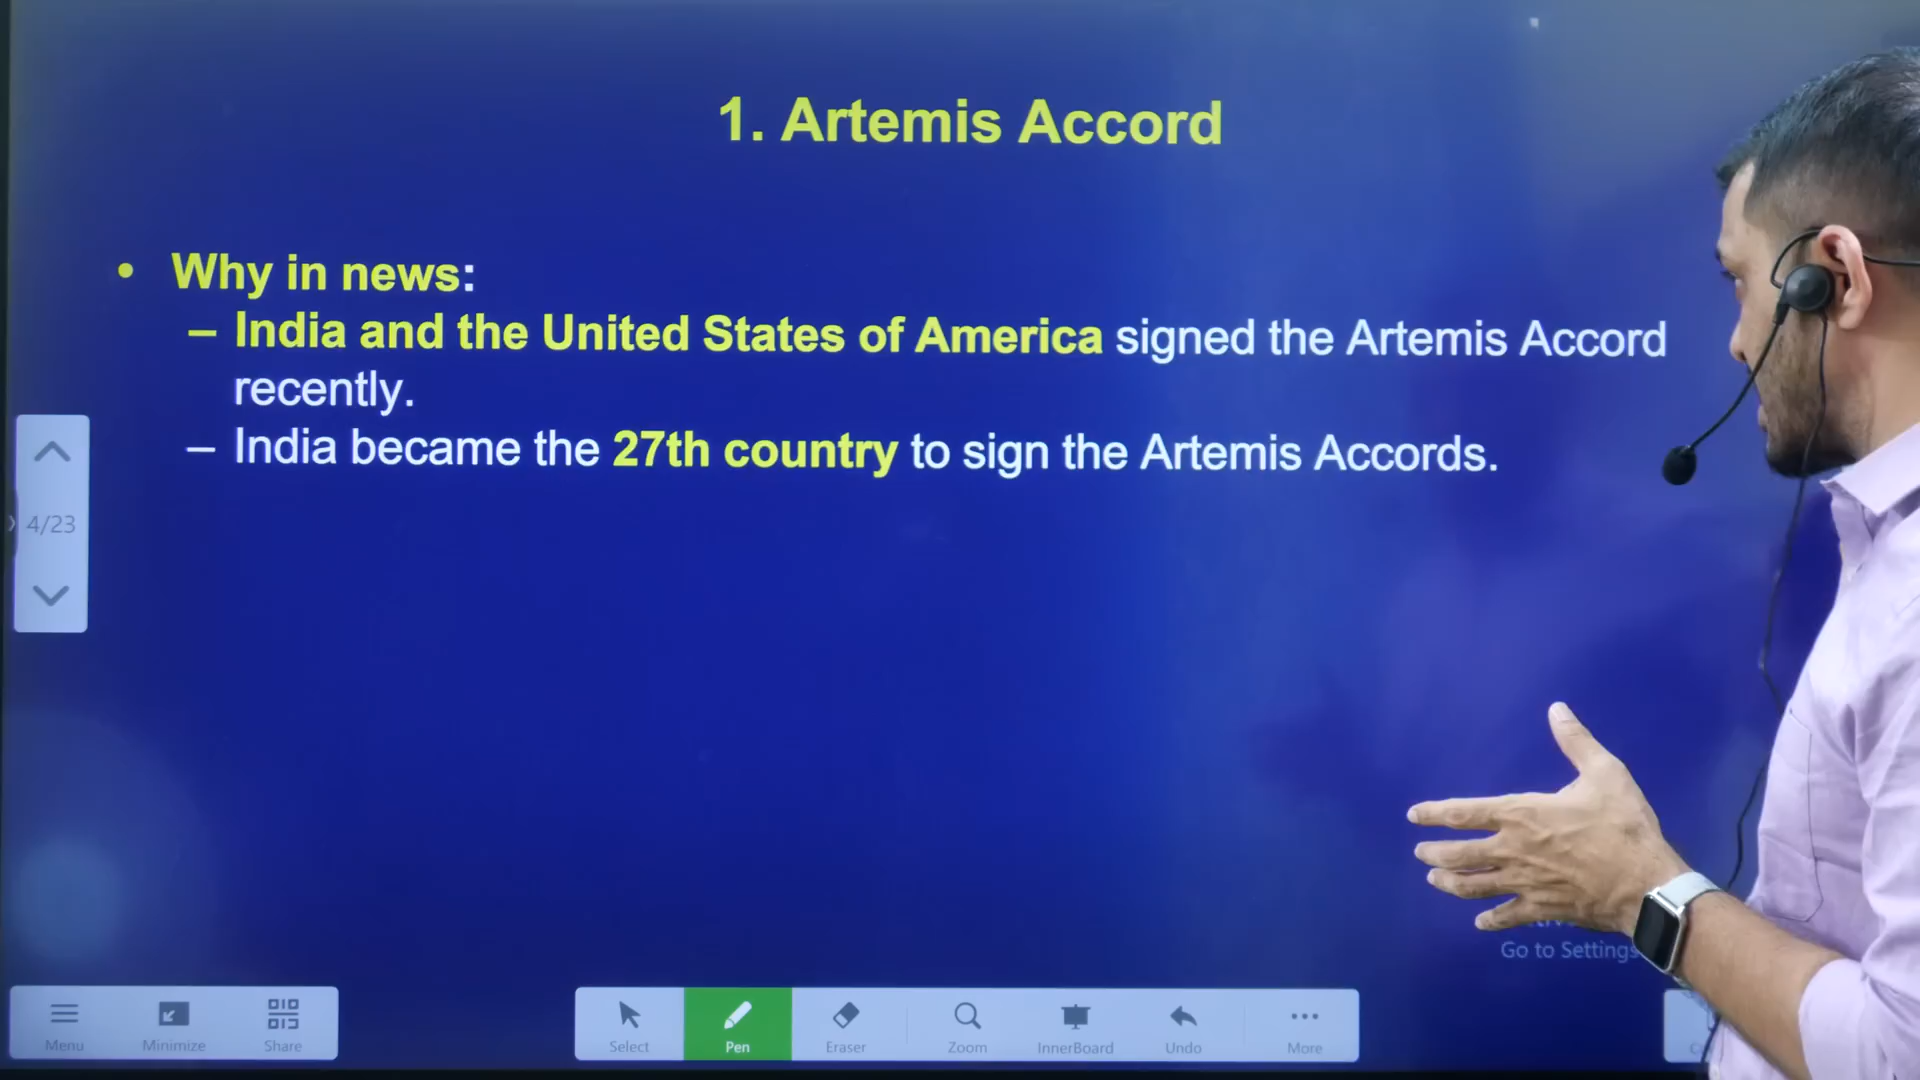 1. Artemis Accord
• Why in news:
– India and the United States of America signed the Artemis Accord
recently.
– India became the 27th country to sign the Artemis Accords.
4/23
Go to Settings
Menu
Minimize
Share
Select
Pen
Eraser
Zoom
InnerBoard
Undo
More